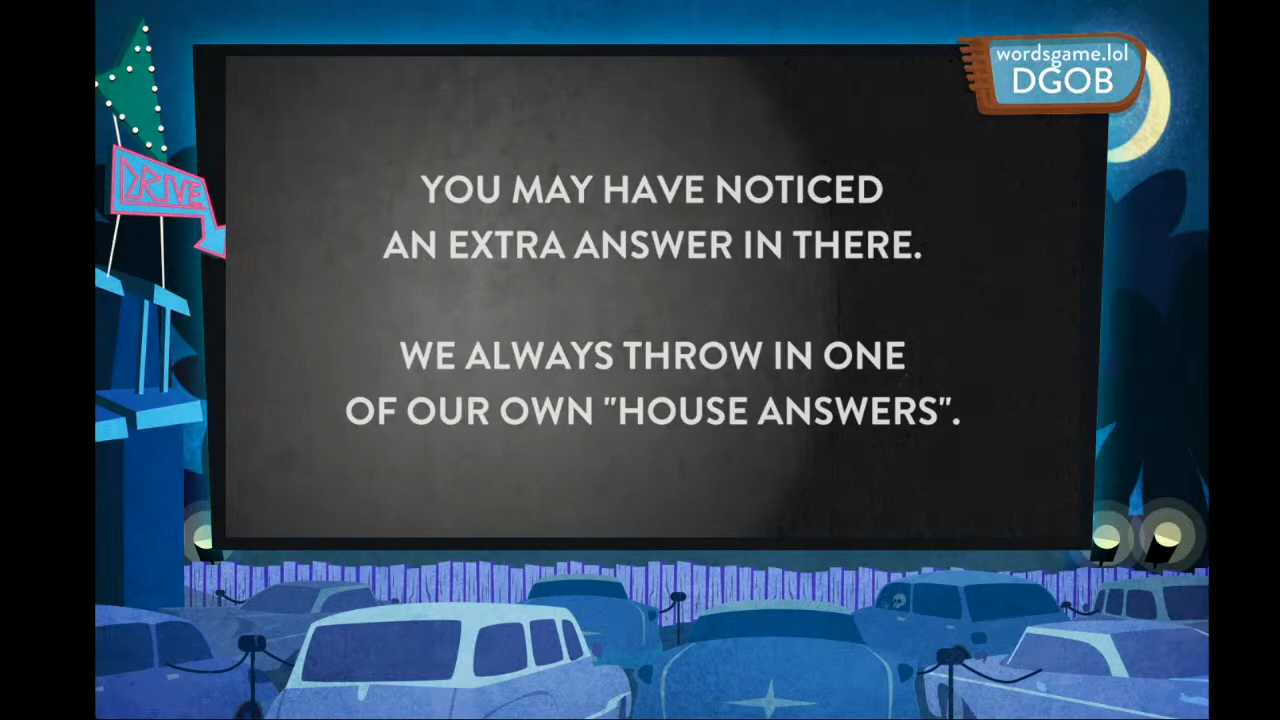 wordsgame.lol
DGOB
DRIVE
YOU MAY HAVE NOTICED
AN EXTRA ANSWER IN THERE.
WE ALWAYS THROW IN ONE
OF OUR OWN "HOUSE ANSWERS".